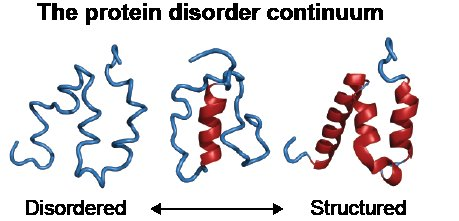 The protein disorder continuum
Disordered
Structured